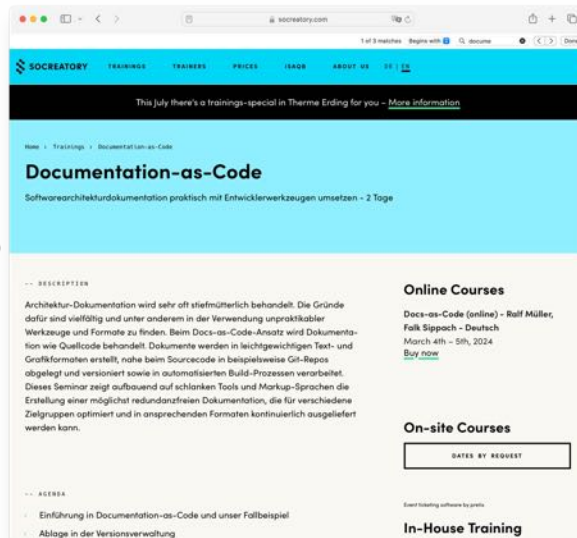 socreatory.com
1 of 3 matches Begins with docume Done
SOCREATORY TRAININGS TRAINERS PRICES ISAQB ABOUT US DE | EN
This July there's a trainings-special in Therme Erding for you – More information
Home › Trainings › Documentation-as-Code
Documentation-as-Code
Softwarearchitekturdokumentation praktisch mit Entwicklerwerkzeugen umsetzen - 2 Tage
-- DESCRIPTION
Architektur-Dokumentation wird sehr oft stiefmütterlich behandelt. Die Gründe
dafür sind vielfältig und unter anderem in der Verwendung unpraktikabler
Werkzeuge und Formate zu finden. Beim Docs-as-Code-Ansatz wird Dokumenta-
tion wie Quellcode behandelt. Dokumente werden in leichtgewichtigen Text- und
Grafikformaten erstellt, nahe beim Sourcecode in beispielsweise Git-Repos
abgelegt und versioniert sowie in automatisierten Build-Prozessen verarbeitet.
Dieses Seminar zeigt aufbauend auf schlanken Tools und Markup-Sprachen die
Erstellung einer möglichst redundanzfreien Dokumentation, die für verschiedene
Zielgruppen optimiert und in ansprechenden Formaten kontinuierlich ausgeliefert
werden kann.
-- AGENDA
Einführung in Documentation-as-Code und unser Fallbeispiel
Ablage in der Versionsverwaltung
Online Courses
Docs-as-Code (online) - Ralf Müller,
Falk Sippach - Deutsch
March 4th – 5th, 2024
Buy now
On-site Courses
DATES BY REQUEST
Event ticketing software by pretix
In-House Training